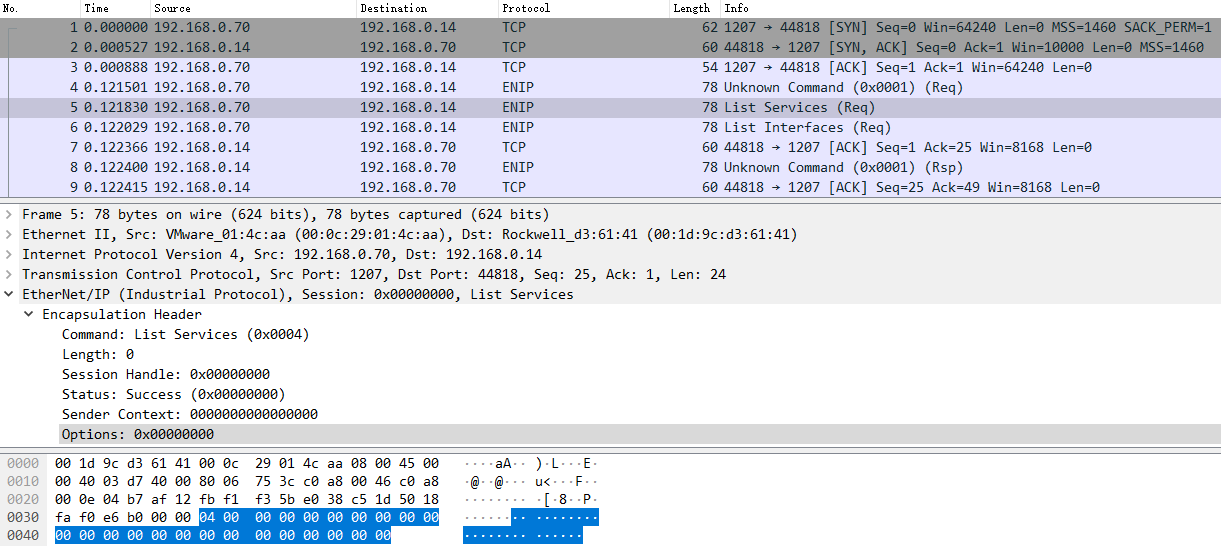 No. Time Source Destination Protocol Length Info
1 0.000000 192.168.0.70 192.168.0.14 TCP 62 1207 → 44818 [SYN] Seq=0 Win=64240 Len=0 MSS=1460 SACK_PERM=1
2 0.000527 192.168.0.14 192.168.0.70 TCP 60 44818 → 1207 [SYN, ACK] Seq=0 Ack=1 Win=10000 Len=0 MSS=1460
3 0.000888 192.168.0.70 192.168.0.14 TCP 54 1207 → 44818 [ACK] Seq=1 Ack=1 Win=64240 Len=0
4 0.121501 192.168.0.70 192.168.0.14 ENIP 78 Unknown Command (0x0001) (Req)
5 0.121830 192.168.0.70 192.168.0.14 ENIP 78 List Services (Req)
6 0.122029 192.168.0.70 192.168.0.14 ENIP 78 List Interfaces (Req)
7 0.122366 192.168.0.14 192.168.0.70 TCP 60 44818 → 1207 [ACK] Seq=1 Ack=25 Win=8168 Len=0
8 0.122400 192.168.0.14 192.168.0.70 ENIP 78 Unknown Command (0x0001) (Rsp)
9 0.122415 192.168.0.14 192.168.0.70 TCP 60 44818 → 1207 [ACK] Seq=25 Ack=49 Win=8168 Len=0
Frame 5: 78 bytes on wire (624 bits), 78 bytes captured (624 bits)
Ethernet II, Src: VMware_01:4c:aa (00:0c:29:01:4c:aa), Dst: Rockwell_d3:61:41 (00:1d:9c:d3:61:41)
Internet Protocol Version 4, Src: 192.168.0.70, Dst: 192.168.0.14
Transmission Control Protocol, Src Port: 1207, Dst Port: 44818, Seq: 25, Ack: 1, Len: 24
EtherNet/IP (Industrial Protocol), Session: 0x00000000, List Services
Encapsulation Header
Command: List Services (0x0004)
Length: 0
Session Handle: 0x00000000
Status: Success (0x00000000)
Sender Context: 0000000000000000
Options: 0x00000000
0000 00 1d 9c d3 61 41 00 0c 29 01 4c aa 08 00 45 00 ····aA·· )·L···E·
0010 00 40 03 d7 40 00 80 06 75 3c c0 a8 00 46 c0 a8 ·@··@··· u<···F··
0020 00 0e 04 b7 af 12 fb f1 f3 5b e0 38 c5 1d 50 18 ········ ·[·8··P·
0030 fa f0 e6 b0 00 00 04 00 00 00 00 00 00 00 00 00 ········ ········
0040 00 00 00 00 00 00 00 00 00 00 00 00 00 00 ········ ······